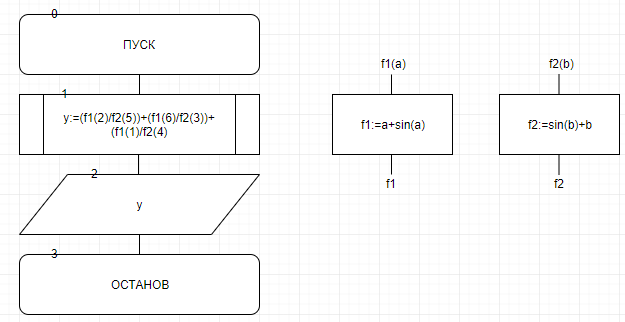 0
ПУСК
1
y:=(f1(2)/f2(5))+(f1(6)/f2(3))+
(f1(1)/f2(4)
2
y
3
ОСТАНОВ
f1(a)
f1:=a+sin(a)
f1
f2(b)
f2:=sin(b)+b
f2